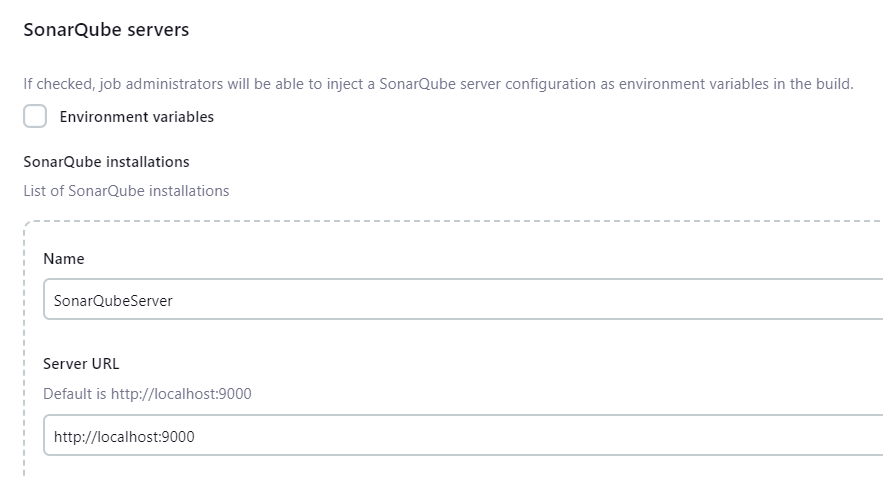 SonarQube servers
If checked, job administrators will be able to inject a SonarQube server configuration as environment variables in the build.
Environment variables
SonarQube installations
List of SonarQube installations
Name
SonarQubeServer
Server URL
Default is http://localhost:9000
http://localhost:9000